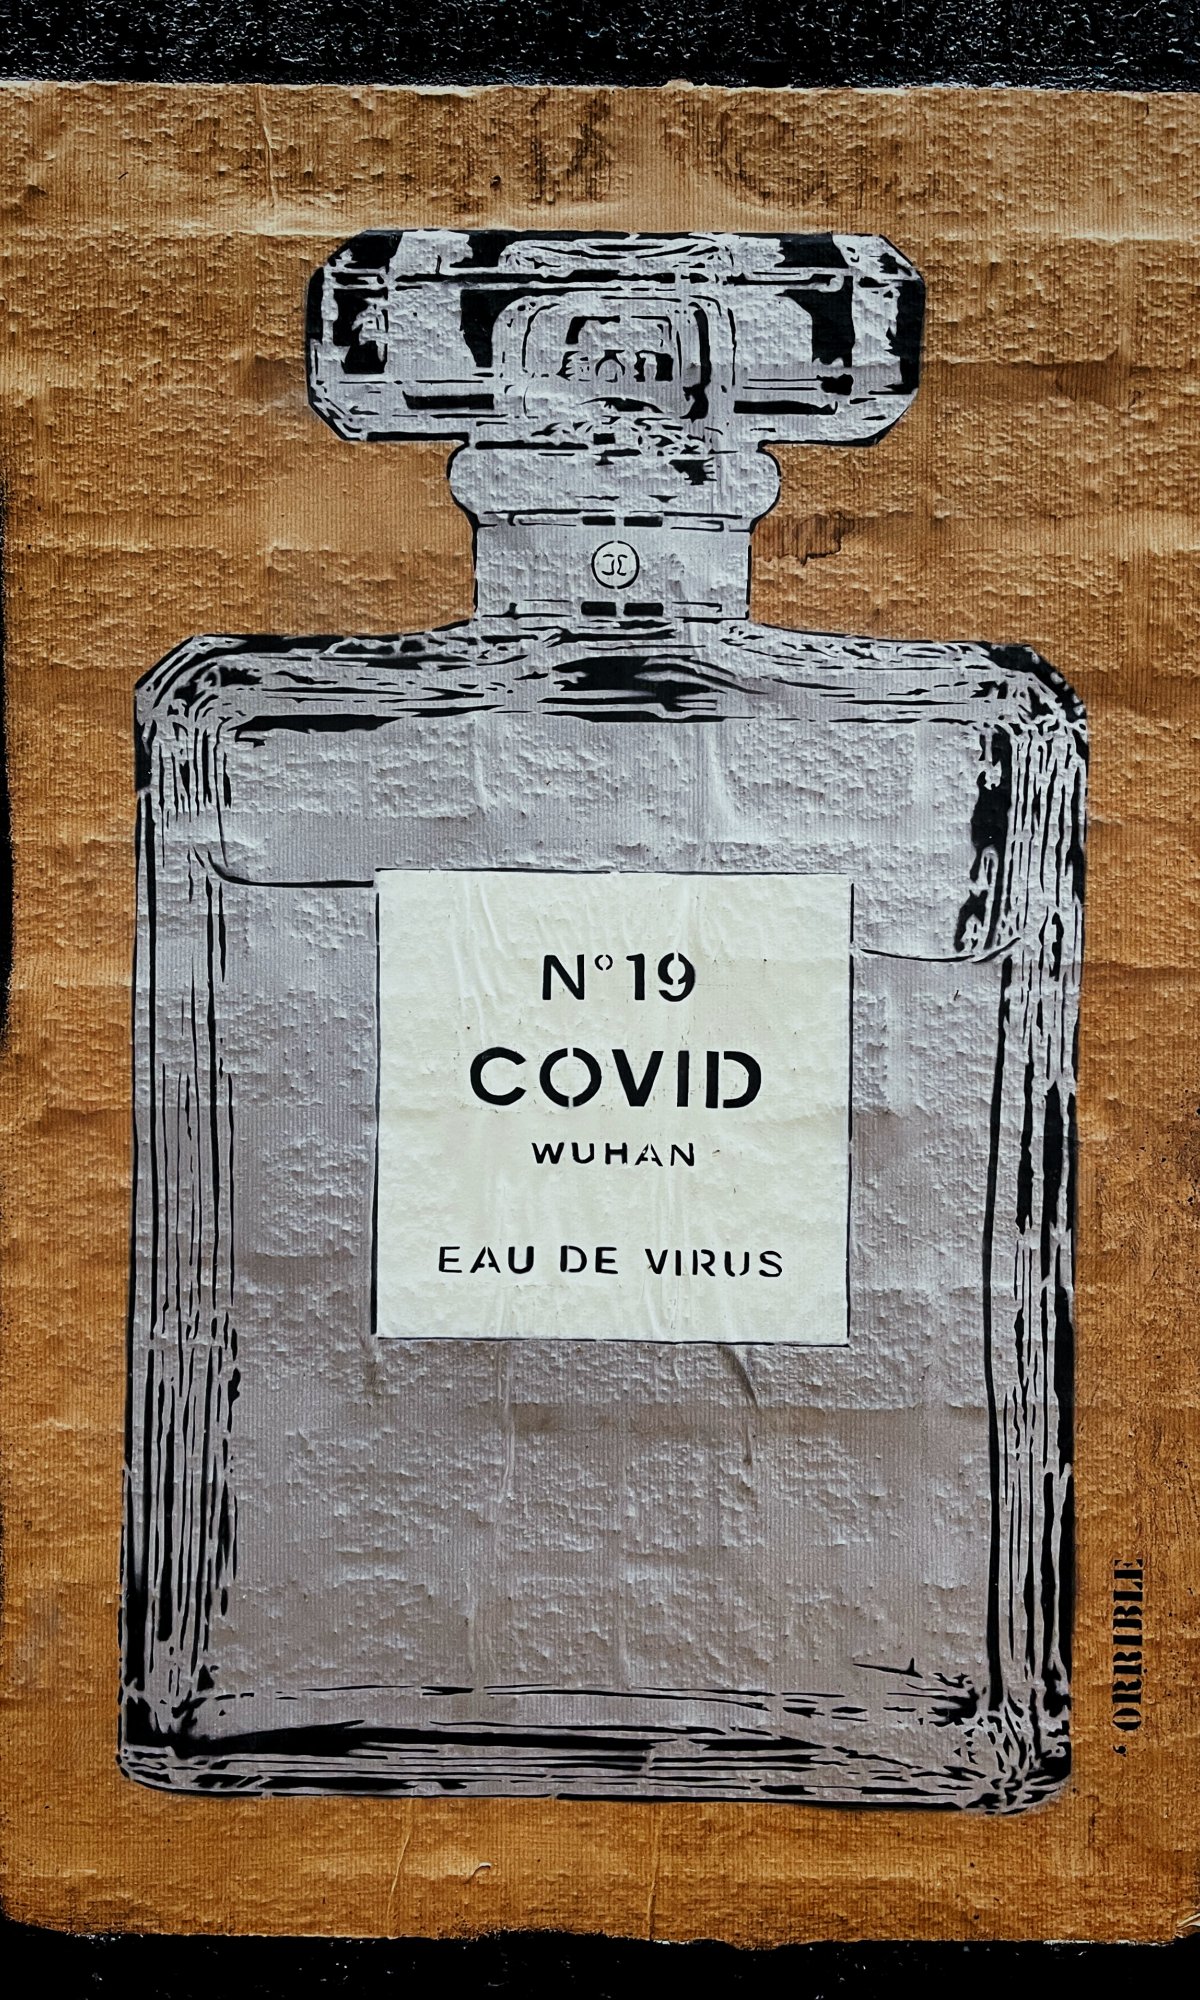 N°19
COVID
WUHAN
EAU DE VIRUS
'ORRIBLE